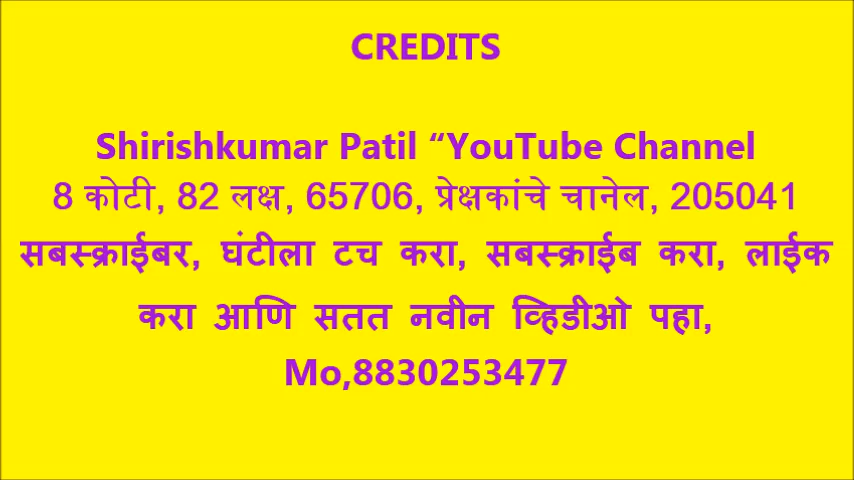 CREDITS
Shirishkumar Patil “YouTube Channel
8 कोटी, 82 लक्ष, 65706, प्रेक्षकांचे चानेल, 205041
सबस्क्राईबर, घंटीला टच करा, सबस्क्राईब करा, लाईक
करा आणि सतत नवीन व्हिडीओ पहा,
Mo,8830253477